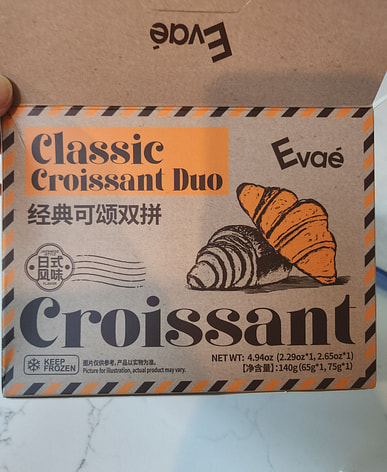 Evaé
Classic
Croissant Duo
Evaé
经典可颂双拼
日式
风味
FLAVOR
Croissant
KEEP
FROZEN
图片仅供参考,产品以实物为准。
Picture for illustration, actual product may vary.
NET WT: 4.94oz (2.29oz*1, 2.65oz*1)
【净含量】: 140g (65g*1, 75g*1)